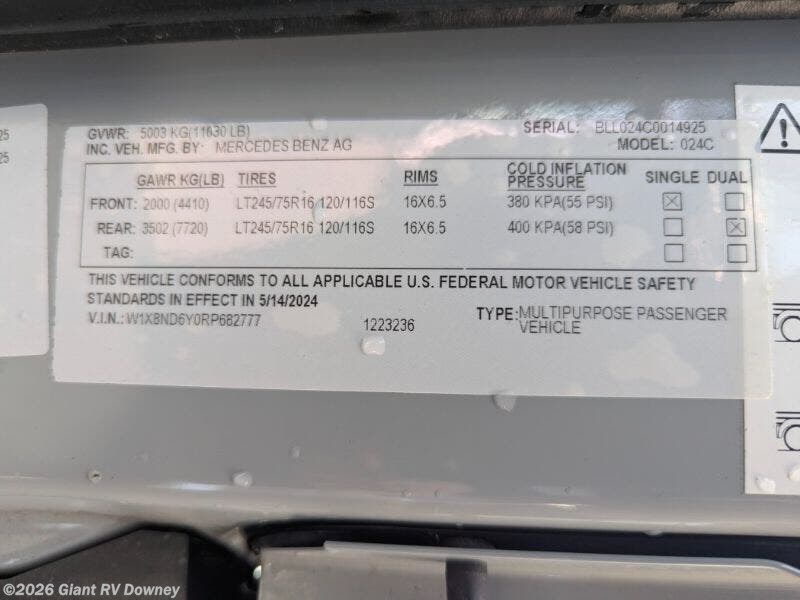 GVWR: 5003 KG(11030 LB) SERIAL: BLL024C0014925
INC. VEH. MFG. BY: MERCEDES BENZ AG MODEL: 024C
GAWR KG(LB) TIRES RIMS COLD INFLATION PRESSURE SINGLE DUAL
FRONT: 2000 (4410) LT245/75R16 120/116S 16X6.5 380 KPA(55 PSI)
REAR: 3502 (7720) LT245/75R16 120/116S 16X6.5 400 KPA(58 PSI)
TAG:
THIS VEHICLE CONFORMS TO ALL APPLICABLE U.S. FEDERAL MOTOR VEHICLE SAFETY
STANDARDS IN EFFECT IN 5/14/2024
V.I.N.: W1X8ND6Y0RP682777 1223236 TYPE: MULTIPURPOSE PASSENGER
VEHICLE
25
25
©2026 Giant RV Downey